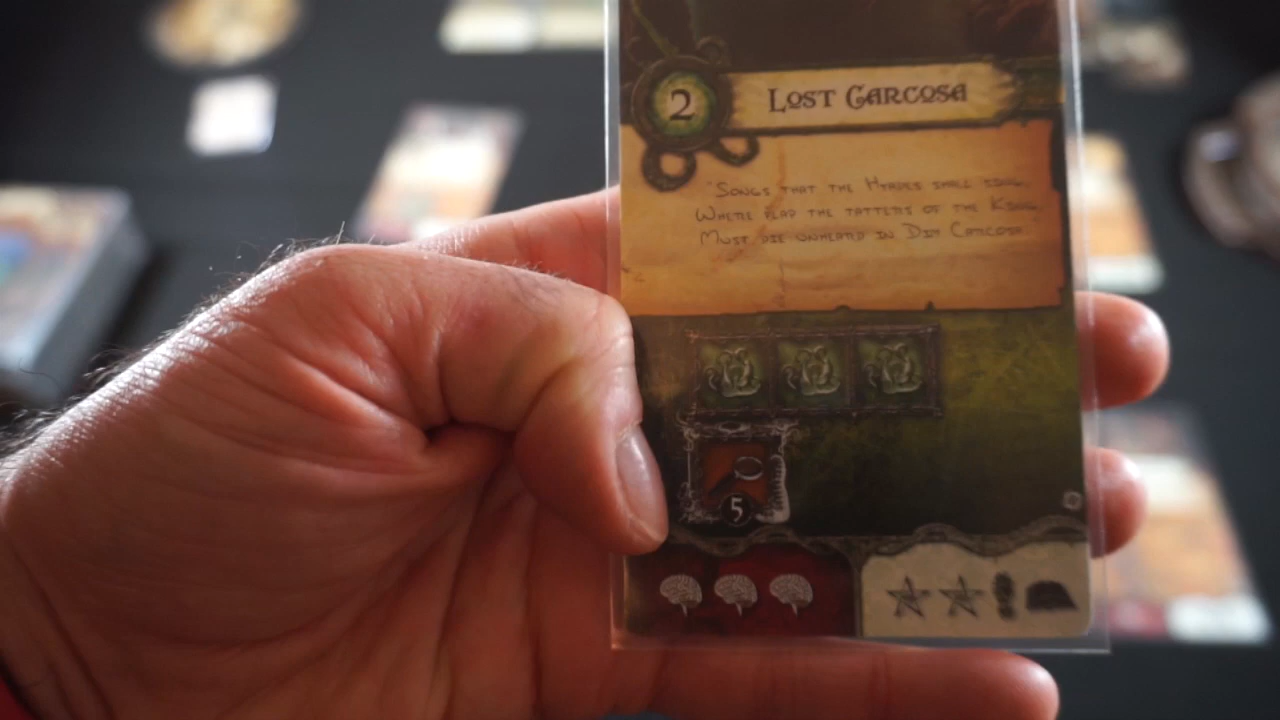 2
LOST CARCOSA
"SONGS THAT THE HYADES SHALL SING,
WHERE FLAP THE TATTERS OF THE KING,
MUST DIE UNHEARD IN DIM CARCOSA
5